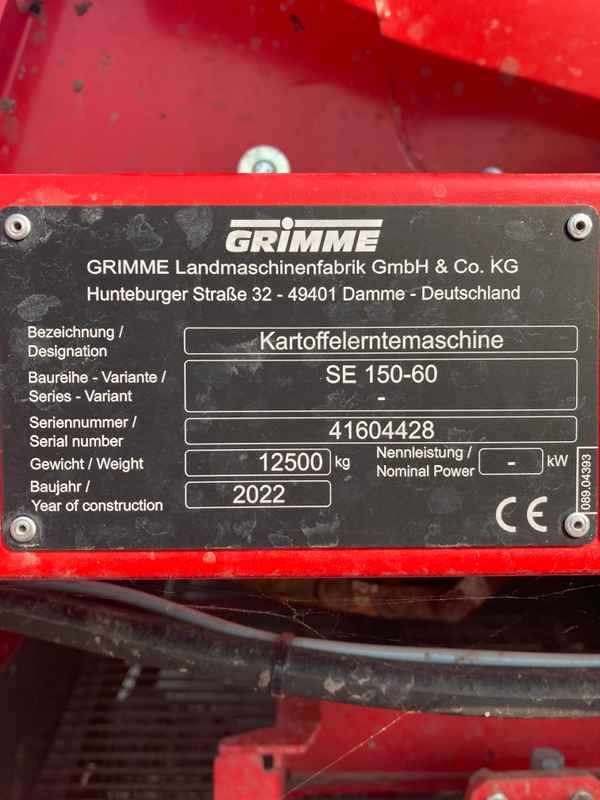 GRIMME
GRIMME Landmaschinenfabrik GmbH & Co. KG
Hunteburger Straße 32 - 49401 Damme - Deutschland
Bezeichnung / Designation
Kartoffelerntemaschine
Baureihe - Variante / Series - Variant
SE 150-60
-
Seriennummer / Serial number
41604428
Gewicht / Weight
12500 kg
Nennleistung / Nominal Power
- kW
Baujahr / Year of construction
2022
CE
089.04393